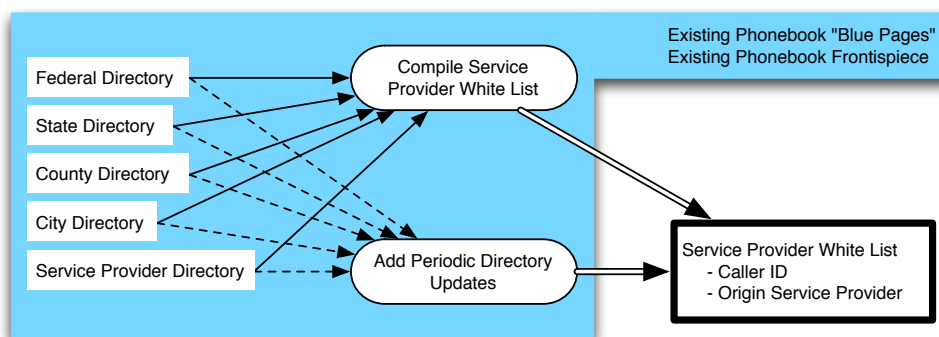 Existing Phonebook "Blue Pages"
Existing Phonebook Frontispiece
Federal Directory
State Directory
County Directory
City Directory
Service Provider Directory
Compile Service
Provider White List
Add Periodic Directory
Updates
Service Provider White List
- Caller ID
- Origin Service Provider